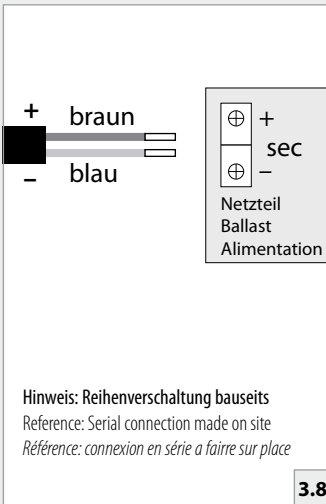 +
braun
–
blau
+
sec
–
Netzteil
Ballast
Alimentation
Hinweis: Reihenverschaltung bauseits
Reference: Serial connection made on site
Référence: connexion en série a fairre sur place
3.8